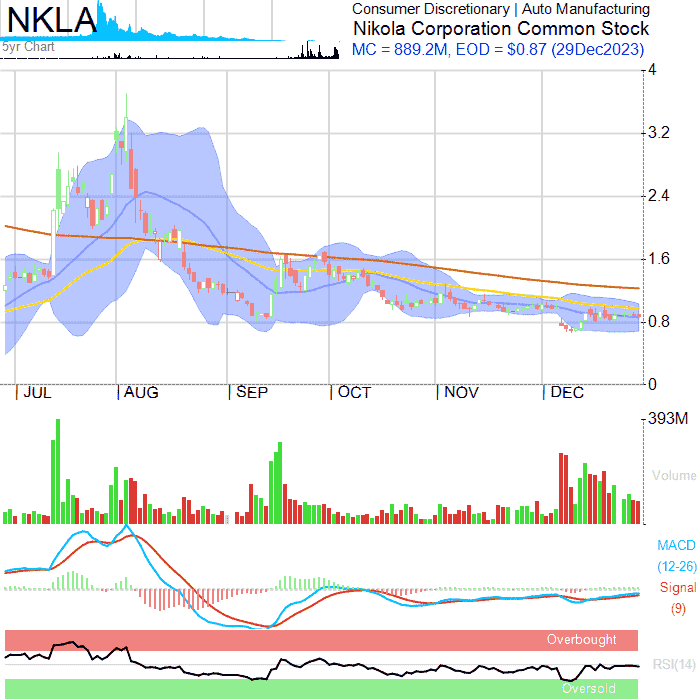 NKLA
5yr Chart
Consumer Discretionary | Auto Manufacturing
Nikola Corporation Common Stock
MC = 889.2M, EOD = $0.87 (29Dec2023)
4
3.2
2.4
1.6
0.8
0
JUL
AUG
SEP
OCT
NOV
DEC
393M
Volume
MACD
(12-26)
Signal
(9)
Overbought
RSI(14)
Oversold